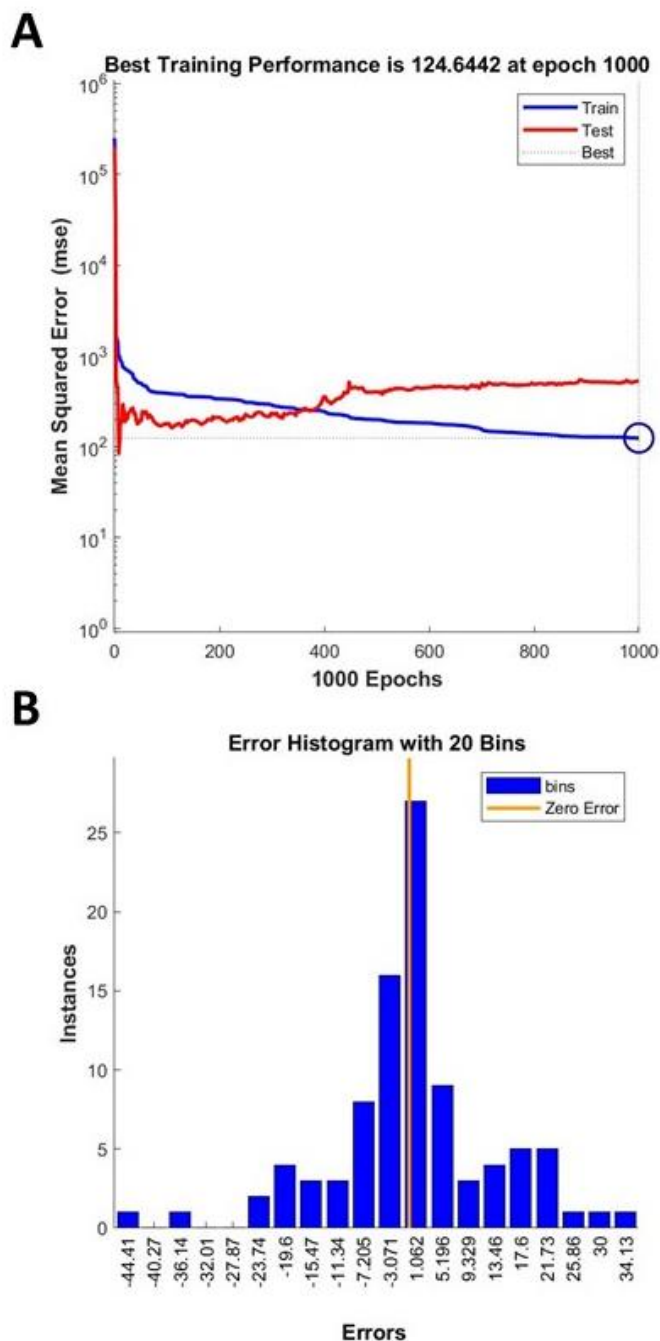 A
Best Training Performance is 124.6442 at epoch 1000
10^6
10^5
10^4
10^3
10^2
10^1
10^0
Mean Squared Error (mse)
Train
Test
Best
0 200 400 600 800 1000
1000 Epochs
B
Error Histogram with 20 Bins
bins
Zero Error
25
20
15
10
5
0
Instances
-44.41
-40.27
-36.14
-32.01
-27.87
-23.74
-19.6
-15.47
-11.34
-7.205
-3.071
1.062
5.196
9.329
13.46
17.6
21.73
25.86
30
34.13
Errors